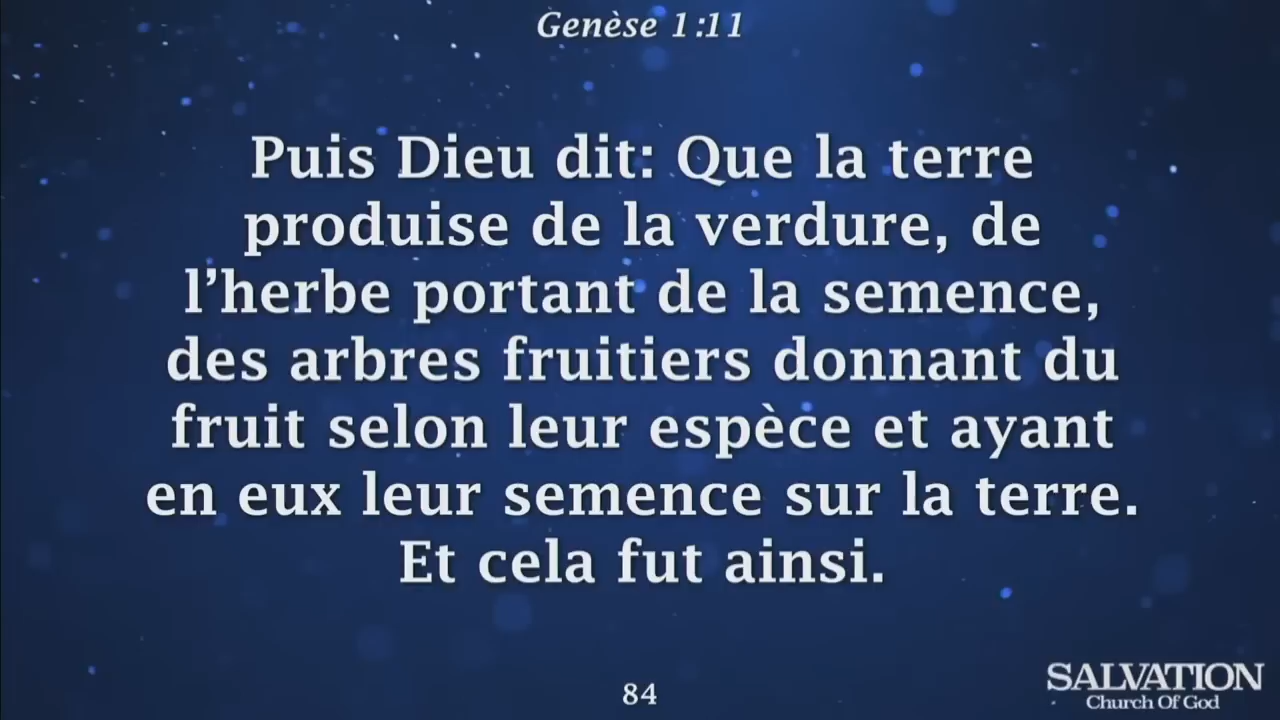 Genèse 1:11
Puis Dieu dit: Que la terre
produise de la verdure, de
l’herbe portant de la semence,
des arbres fruitiers donnant du
fruit selon leur espèce et ayant
en eux leur semence sur la terre.
Et cela fut ainsi.
84
SALVATION
Church Of God